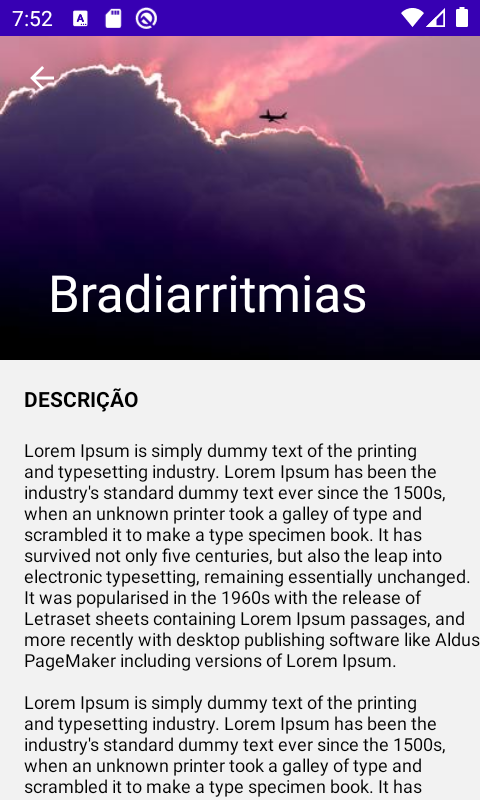 7:52
Bradiarritmias
DESCRIÇÃO
Lorem Ipsum is simply dummy text of the printing
and typesetting industry. Lorem Ipsum has been the
industry's standard dummy text ever since the 1500s,
when an unknown printer took a galley of type and
scrambled it to make a type specimen book. It has
survived not only five centuries, but also the leap into
electronic typesetting, remaining essentially unchanged.
It was popularised in the 1960s with the release of
Letraset sheets containing Lorem Ipsum passages, and
more recently with desktop publishing software like Aldus
PageMaker including versions of Lorem Ipsum.
Lorem Ipsum is simply dummy text of the printing
and typesetting industry. Lorem Ipsum has been the
industry's standard dummy text ever since the 1500s,
when an unknown printer took a galley of type and
scrambled it to make a type specimen book. It has